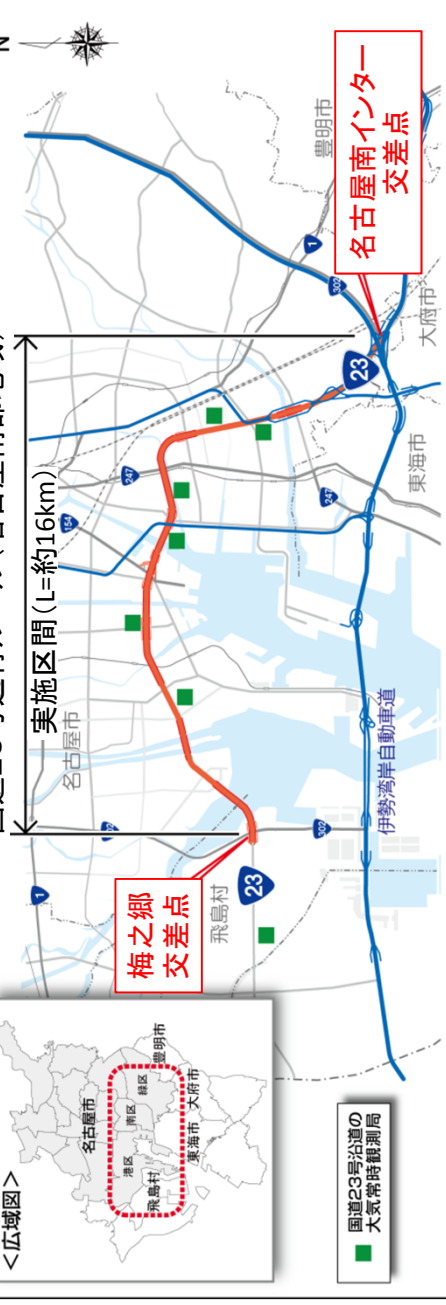 実施区間(L=約16km)
N
<広域図>
名古屋市
港区
南区
緑区
飛島村
豊明市
東海市
大府市
1
302
名古屋市
154
247
1
302
豊明市
名古屋南インター
交差点
梅之郷
交差点
飛島村
23
302
247
23
東海市
大府市
伊勢湾岸自動車道
国道23号沿道の
大気常時観測局